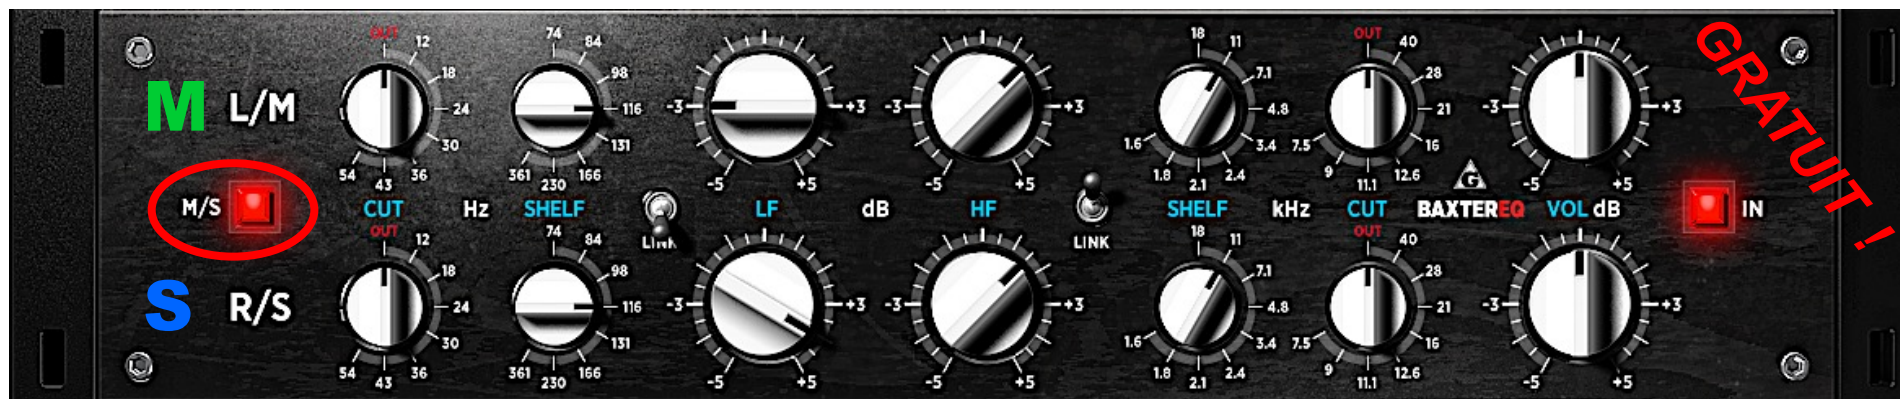 OUT 12 74 84 18 11 OUT 40
18 98 7.1 28
M L/M 24 116 -3 +3 -3 +3 4.8 21 -3 +3
30 131 1.6 3.4 7.5 16
54 43 36 361 230 166 -5 +5 -5 +5 1.8 2.1 2.4 9 11.1 12.6 -5 +5
GRATUIT !
M/S CUT Hz SHELF LF dB HF SHELF kHz CUT G BAXTEREQ VOL dB IN
LINK LINK
OUT 12 74 84 18 11 OUT 40
18 98 7.1 28
S R/S 24 116 -3 +3 -3 +3 4.8 21 -3 +3
30 131 1.6 3.4 7.5 16
54 43 36 361 230 166 -5 +5 -5 +5 1.8 2.1 2.4 9 11.1 12.6 -5 +5